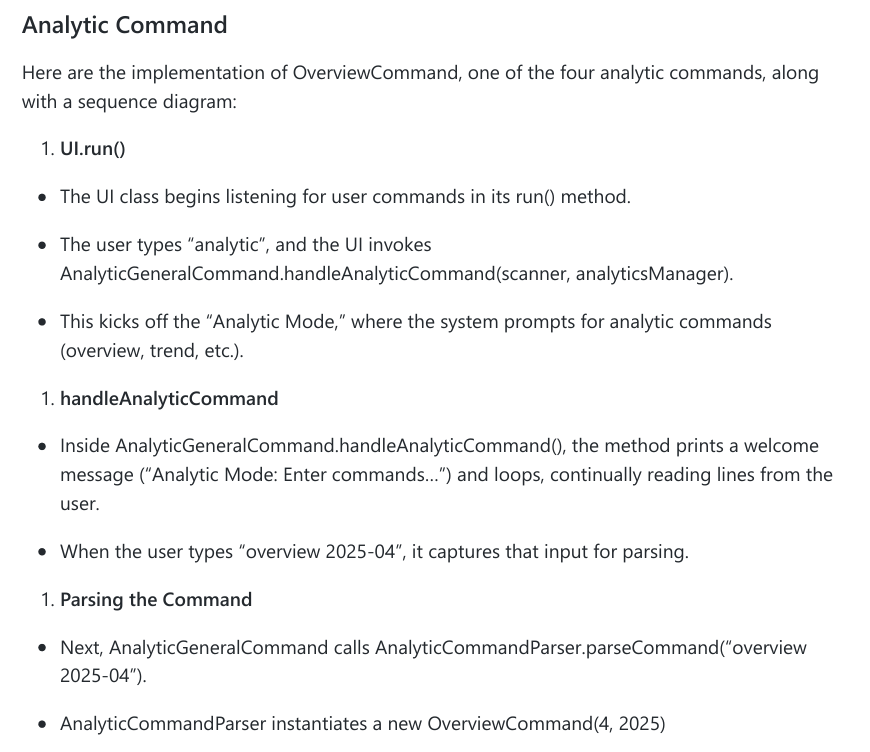 Analytic Command
Here are the implementation of OverviewCommand, one of the four analytic commands, along
with a sequence diagram:
1. UI.run()
• The UI class begins listening for user commands in its run() method.
• The user types “analytic”, and the UI invokes
AnalyticGeneralCommand.handleAnalyticCommand(scanner, analyticsManager).
• This kicks off the “Analytic Mode,” where the system prompts for analytic commands
(overview, trend, etc.).
1. handleAnalyticCommand
• Inside AnalyticGeneralCommand.handleAnalyticCommand(), the method prints a welcome
message (“Analytic Mode: Enter commands…”) and loops, continually reading lines from the
user.
• When the user types “overview 2025-04”, it captures that input for parsing.
1. Parsing the Command
• Next, AnalyticGeneralCommand calls AnalyticCommandParser.parseCommand(“overview
2025-04”).
• AnalyticCommandParser instantiates a new OverviewCommand(4, 2025)